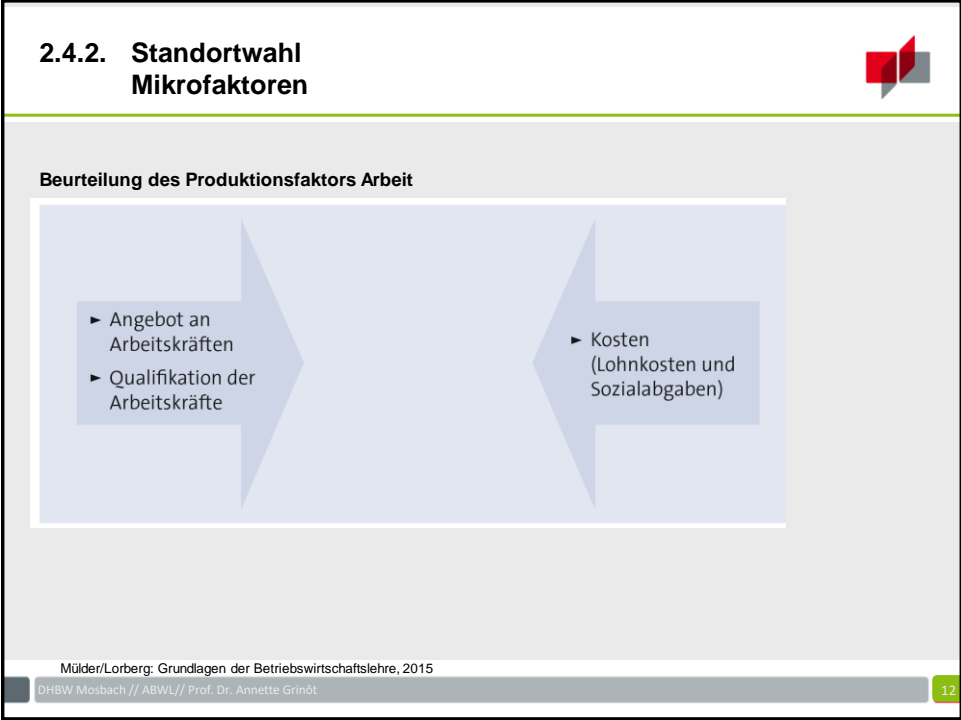 2.4.2. Standortwahl
Mikrofaktoren
Beurteilung des Produktionsfaktors Arbeit
► Angebot an
Arbeitskräften
► Qualifikation der
Arbeitskräfte
► Kosten
(Lohnkosten und
Sozialabgaben)
Mülder/Lorberg: Grundlagen der Betriebswirtschaftslehre, 2015
DHBW Mosbach // ABWL// Prof. Dr. Annette Grinôt
12